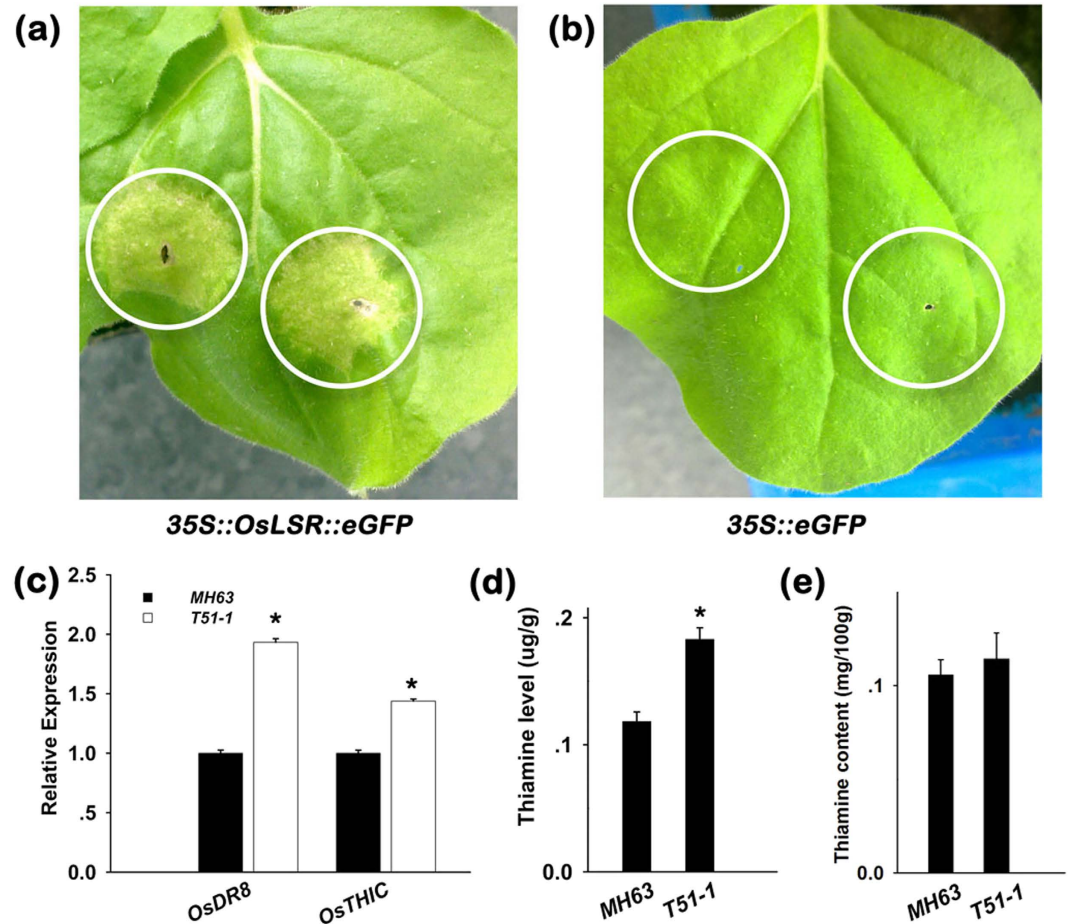 (a)
(b)
35S::OsLSR::eGFP
35S::eGFP
(c)
Relative Expression
2.5
2.0
1.5
1.0
.5
0.0
MH63
T51-1
*
*
OsDR8
OsTHIC
(d)
Thiamine level (ug/g)
.2
.1
0.0
*
MH63
T51-1
(e)
Thiamine content (mg/100g)
.1
0.0
MH63
T51-1